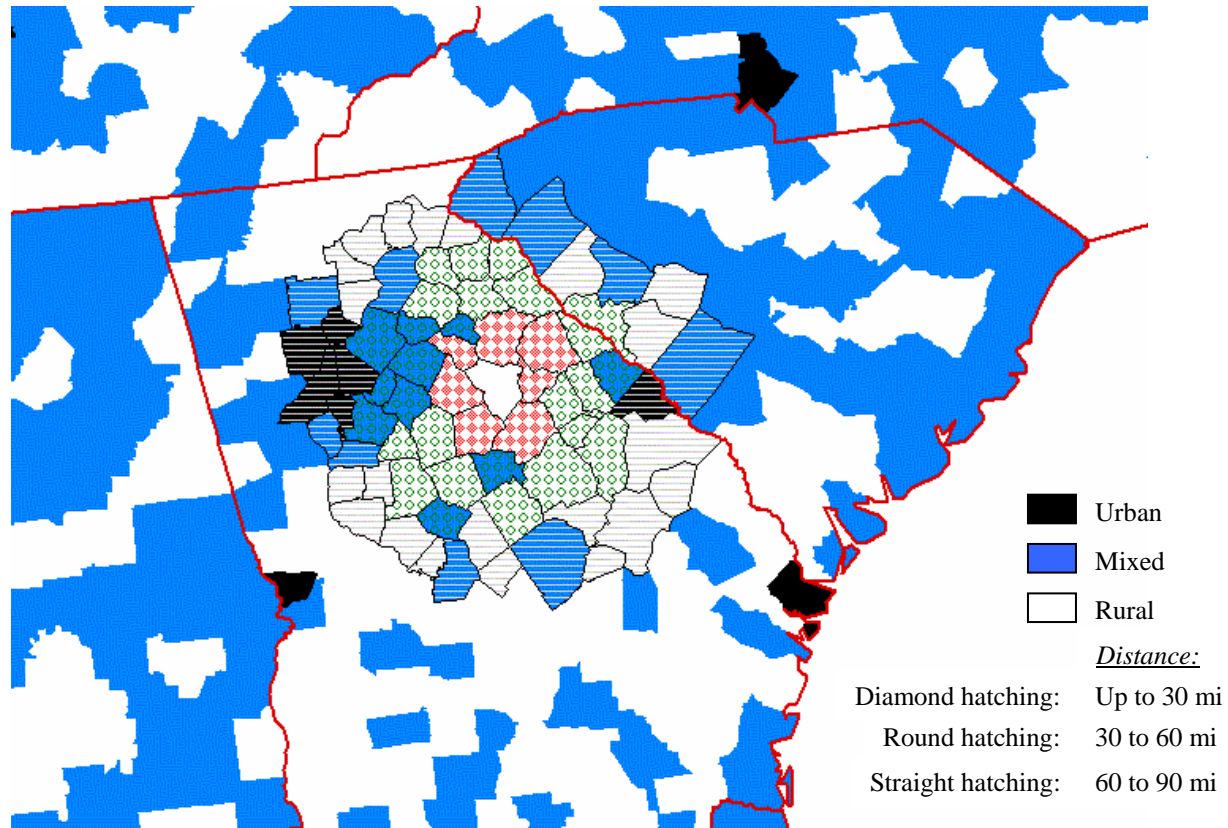 Urban
Mixed
Rural
Distance:
Diamond hatching: Up to 30 mi
Round hatching: 30 to 60 mi
Straight hatching: 60 to 90 mi